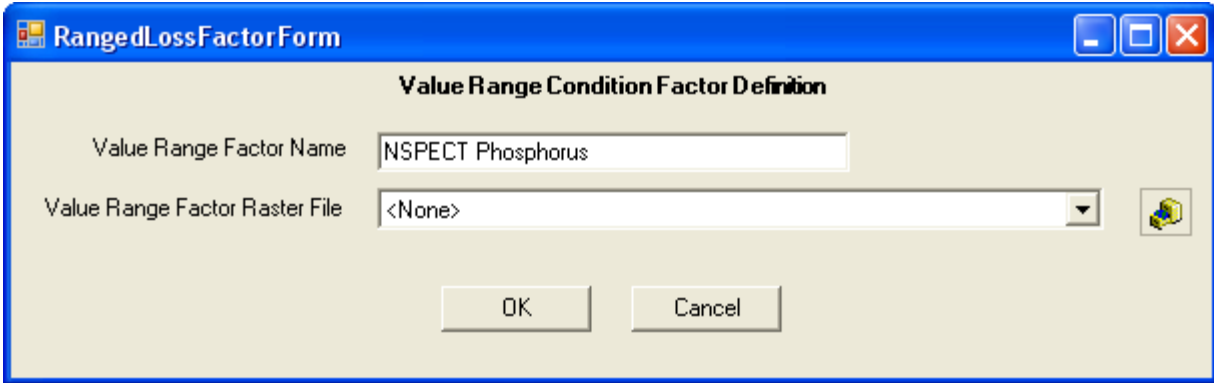 RangedLossFactorForm
Value Range Condition Factor Definition
Value Range Factor Name NSPECT Phosphorus
Value Range Factor Raster File <None>
OK Cancel